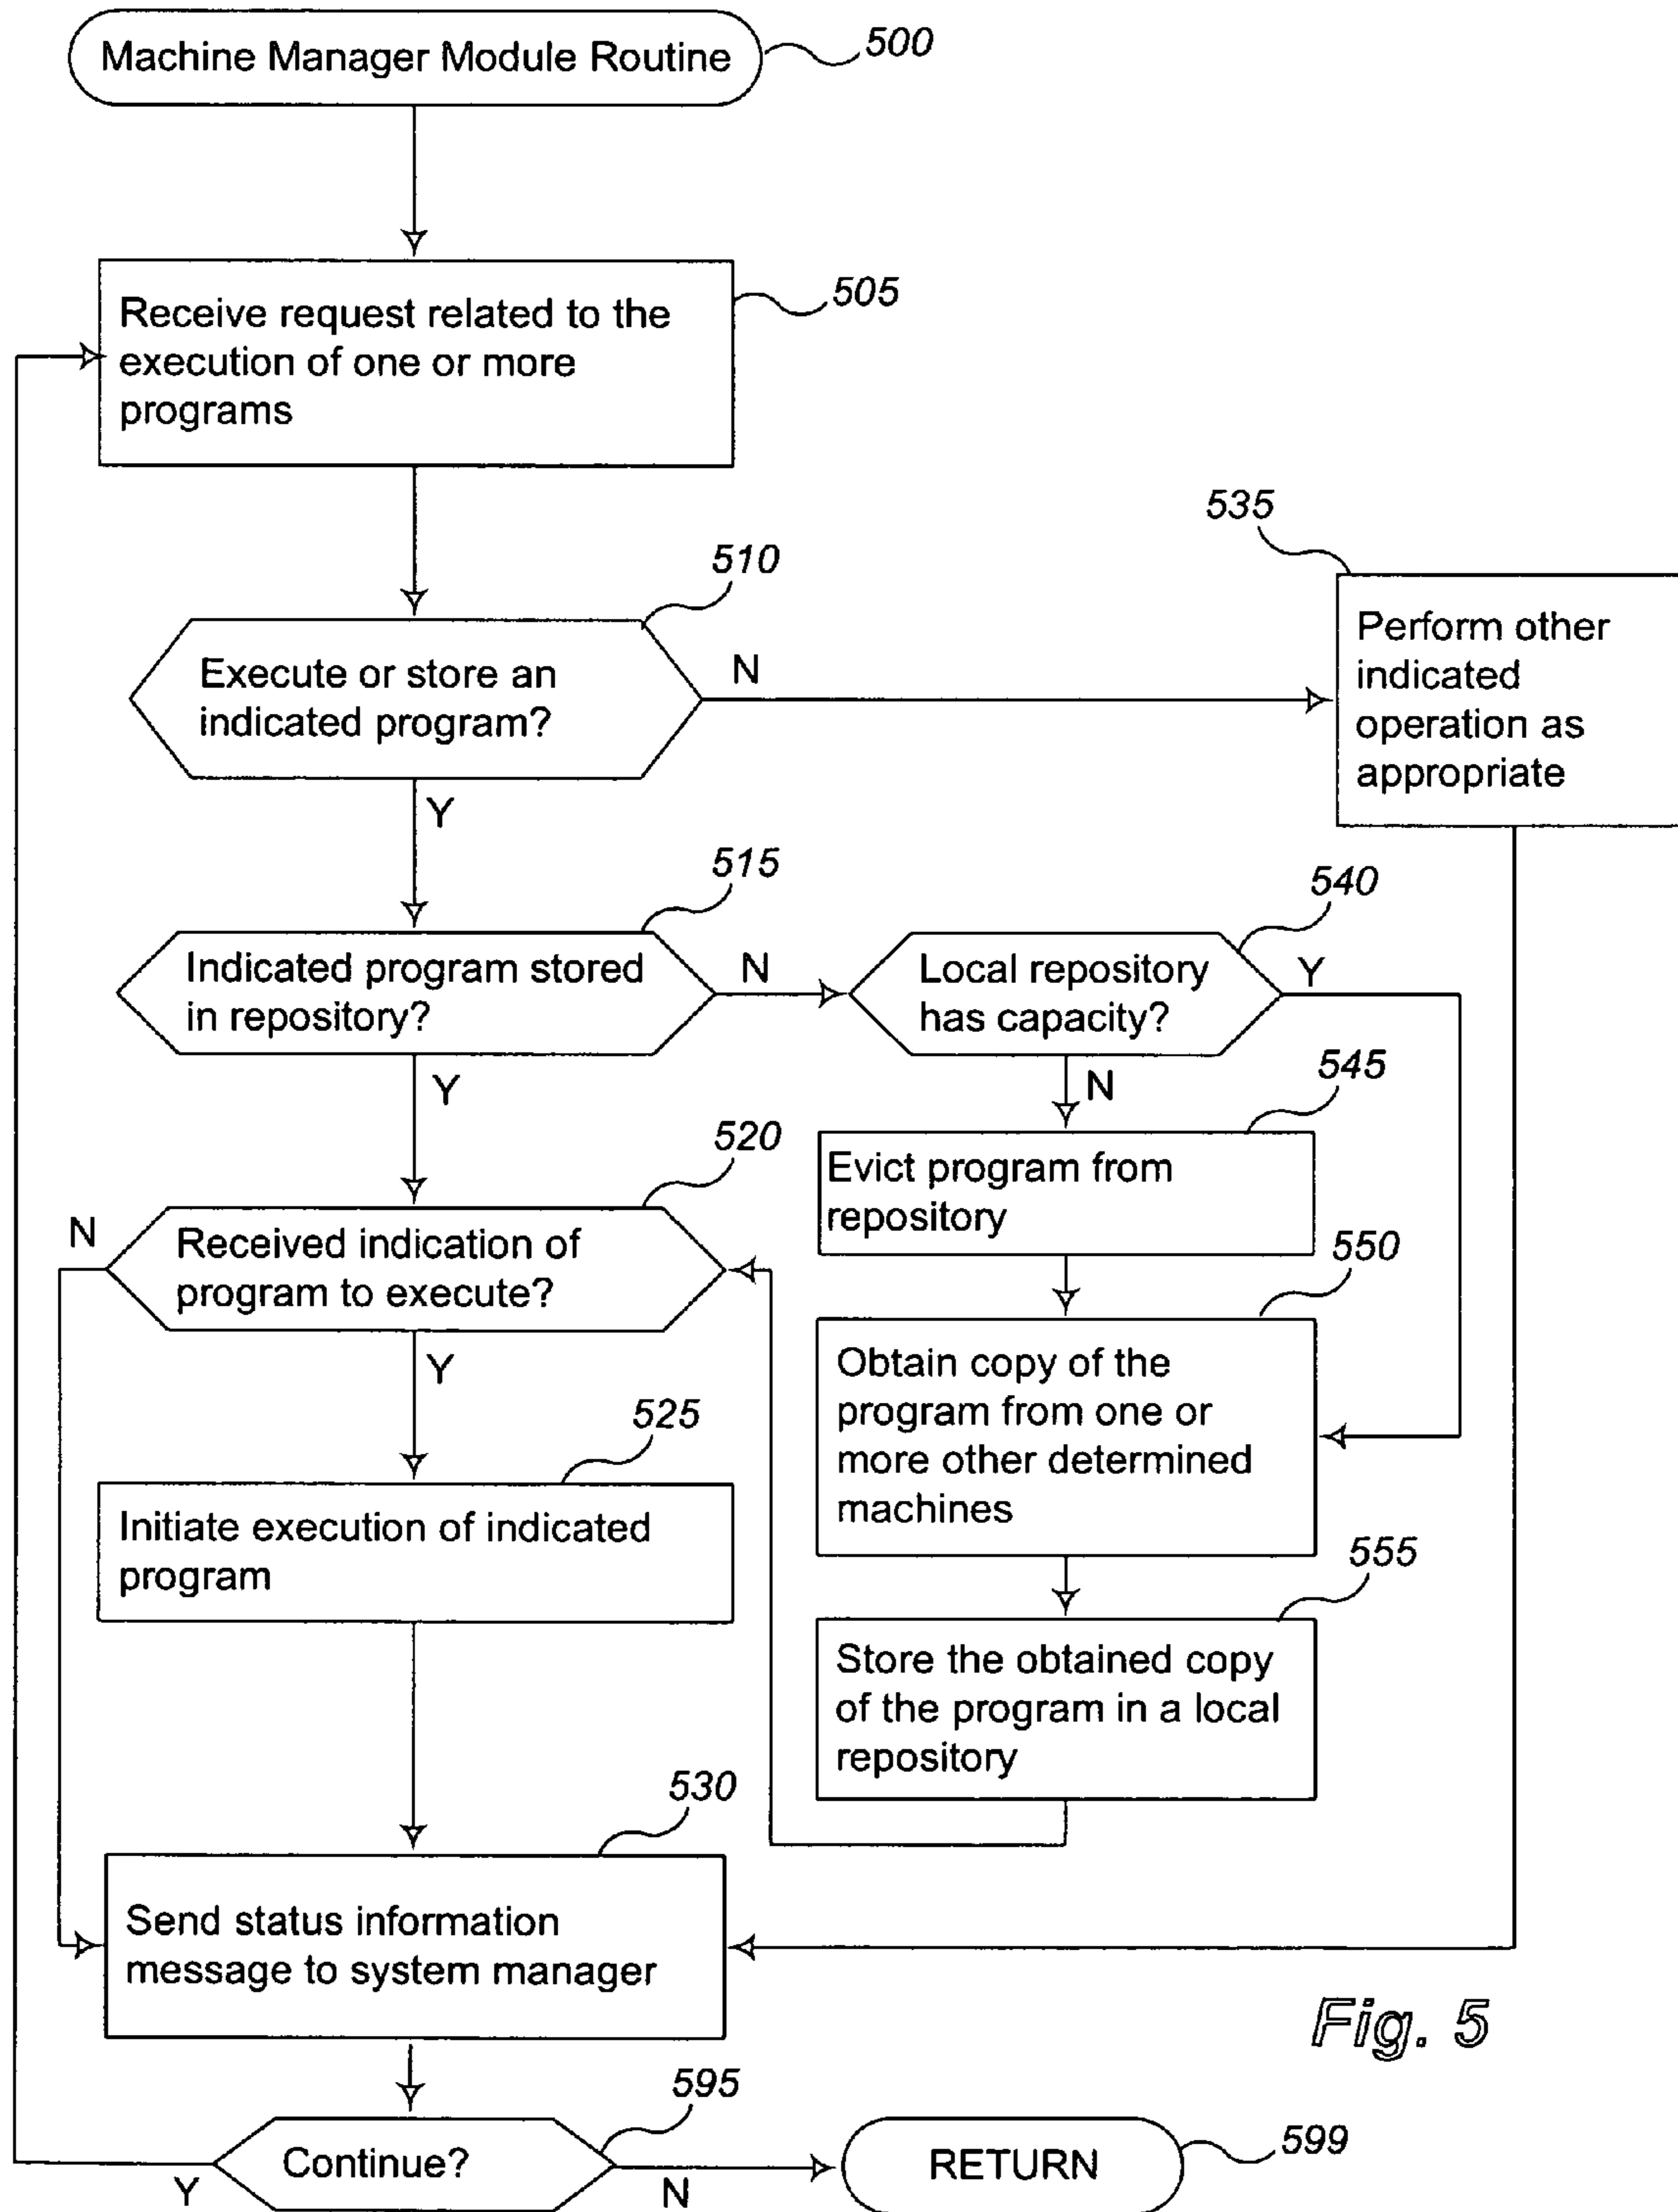 Machine Manager Module Routine
500
Receive request related to the
execution of one or more
programs
505
510
Execute or store an
indicated program?
N
Y
535
Perform other
indicated
operation as
appropriate
515
Indicated program stored
in repository?
N
Y
540
Local repository
has capacity?
Y
N
545
Evict program from
repository
520
Received indication of
program to execute?
N
Y
550
Obtain copy of the
program from one or
more other determined
machines
525
Initiate execution of indicated
program
555
Store the obtained copy
of the program in a local
repository
530
Send status information
message to system manager
Fig. 5
595
Continue?
Y
N
RETURN
599